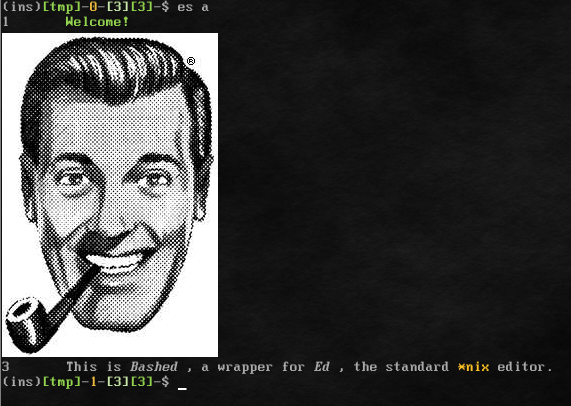 (ins)[tmp]-0-[3][3]-$ es a
1 Welcome!
®
3 This is Bashed , a wrapper for Ed , the standard *nix editor.
(ins)[tmp]-1-[3][3]-$ _